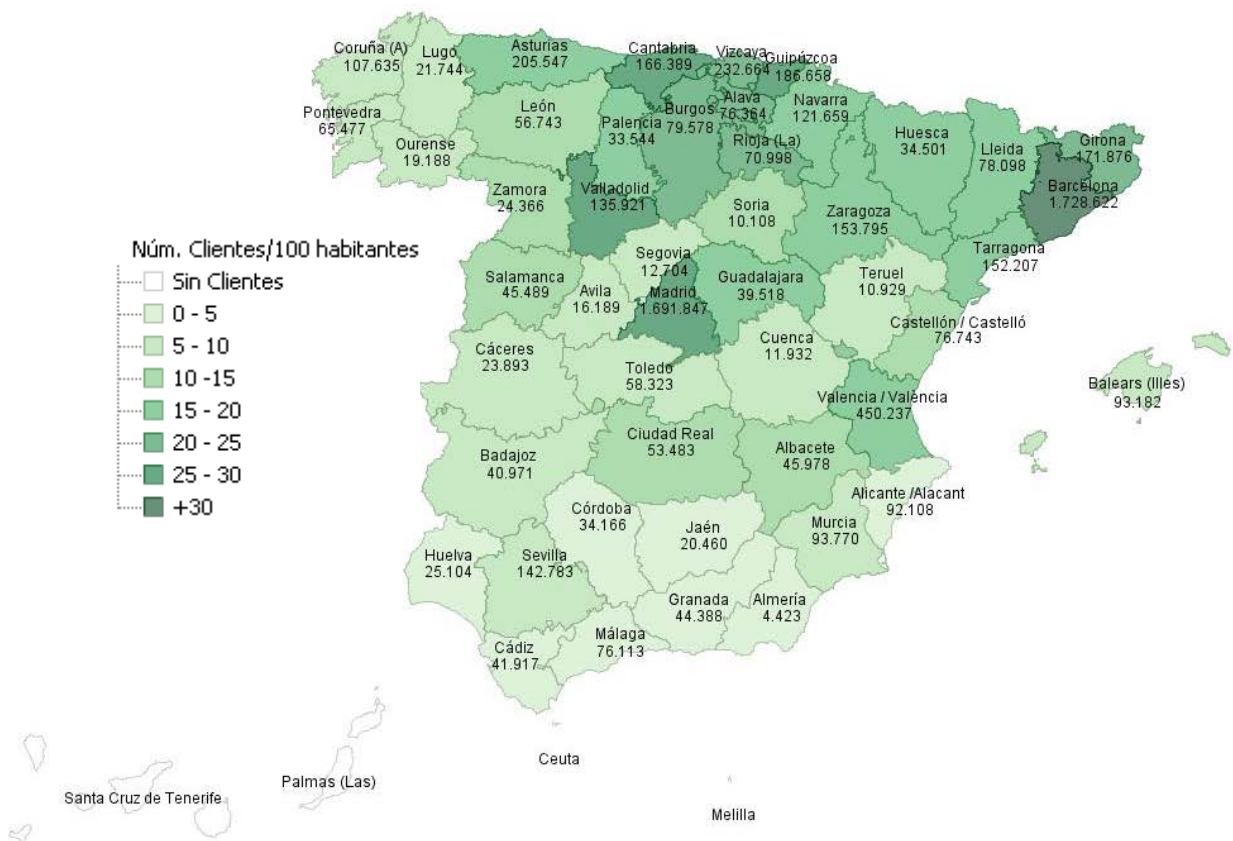 Coruña (A)
107.635
Lugo
21.744
Asturias
205.547
Cantabria
166.389
Vizcaya
232.664
Guipúzcoa
186.658
Pontevedra
65.477
Ourense
19.188
León
56.743
Palencia
33.544
Burgos
79.578
Alava
76.364
Navarra
121.659
Rioja (La)
70.998
Huesca
34.501
Lleida
78.098
Girona
171.876
Barcelona
1.728.622
Zamora
24.366
Valladolid
135.921
Soria
10.108
Zaragoza
153.795
Tarragona
152.207
Núm. Clientes/100 habitantes
Sin Clientes
0 - 5
5 - 10
10 -15
15 - 20
20 - 25
25 - 30
+30
Salamanca
45.489
Avila
16.189
Segovia
12.704
Madrid
1.691.847
Guadalajara
39.518
Teruel
10.929
Castellón / Castelló
76.743
Cáceres
23.893
Toledo
58.323
Cuenca
11.932
Valencia / València
450.237
Balears (Illes)
93.182
Badajoz
40.971
Ciudad Real
53.483
Albacete
45.978
Alicante /Alacant
92.108
Huelva
25.104
Sevilla
142.783
Córdoba
34.166
Jaén
20.460
Murcia
93.770
Cádiz
41.917
Málaga
76.113
Granada
44.388
Almería
4.423
Santa Cruz de Tenerife
Palmas (Las)
Ceuta
Melilla